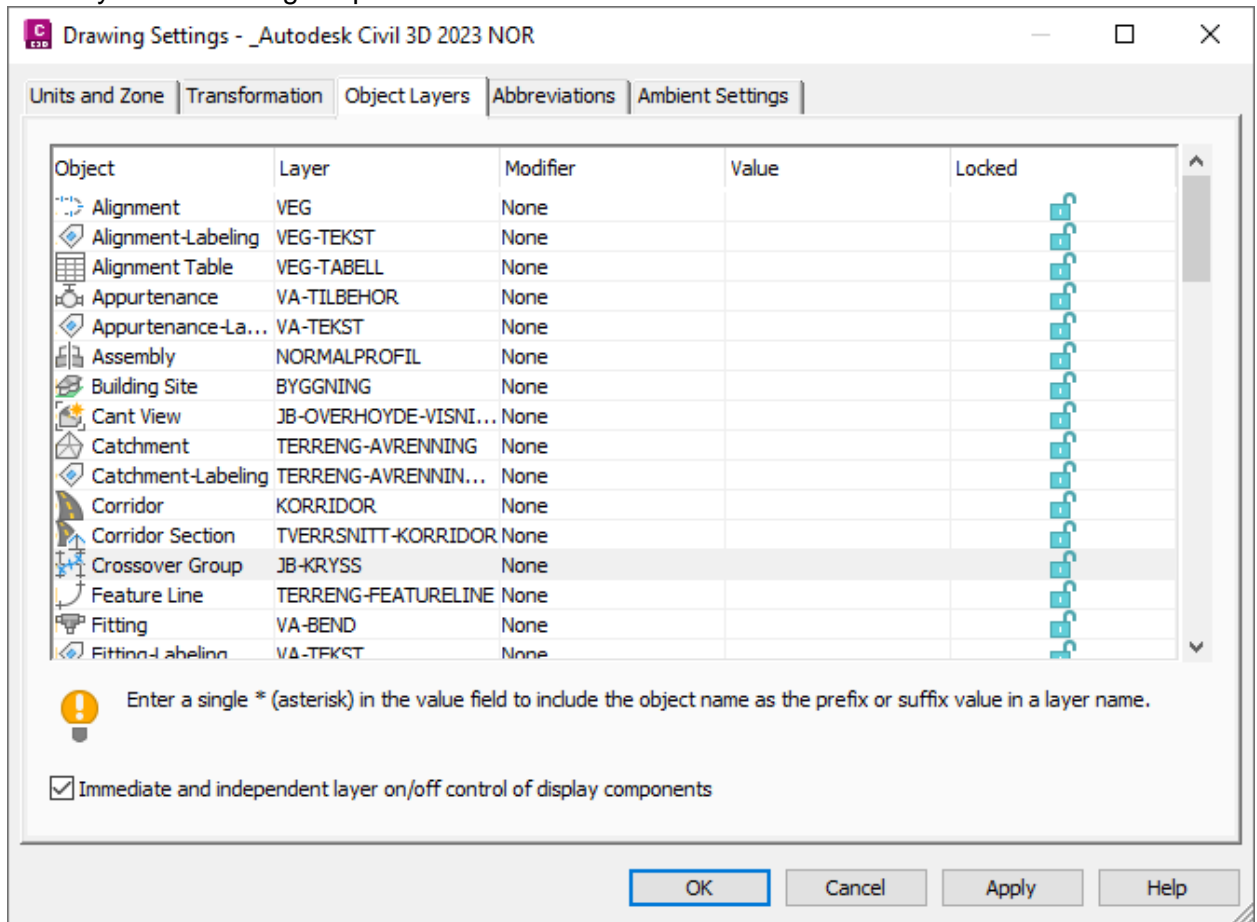 C
C3D
Drawing Settings - _Autodesk Civil 3D 2023 NOR
Units and Zone Transformation Object Layers Abbreviations Ambient Settings
Object Layer Modifier Value Locked
Alignment VEG None
Alignment-Labeling VEG-TEKST None
Alignment Table VEG-TABELL None
Appurtenance VA-TILBEHOR None
Appurtenance-La... VA-TEKST None
Assembly NORMALPROFIL None
Building Site BYGGNING None
Cant View JB-OVERHOYDE-VISNI... None
Catchment TERRENG-AVRENNING None
Catchment-Labeling TERRENG-AVRENNIN... None
Corridor KORRIDOR None
Corridor Section TVERRSNITT-KORRIDOR None
Crossover Group JB-KRYSS None
Feature Line TERRENG-FEATURELINE None
Fitting VA-BEND None
Fitting-Labeling VA-TEKST None
Enter a single * (asterisk) in the value field to include the object name as the prefix or suffix value in a layer name.
Immediate and independent layer on/off control of display components
OK Cancel Apply Help